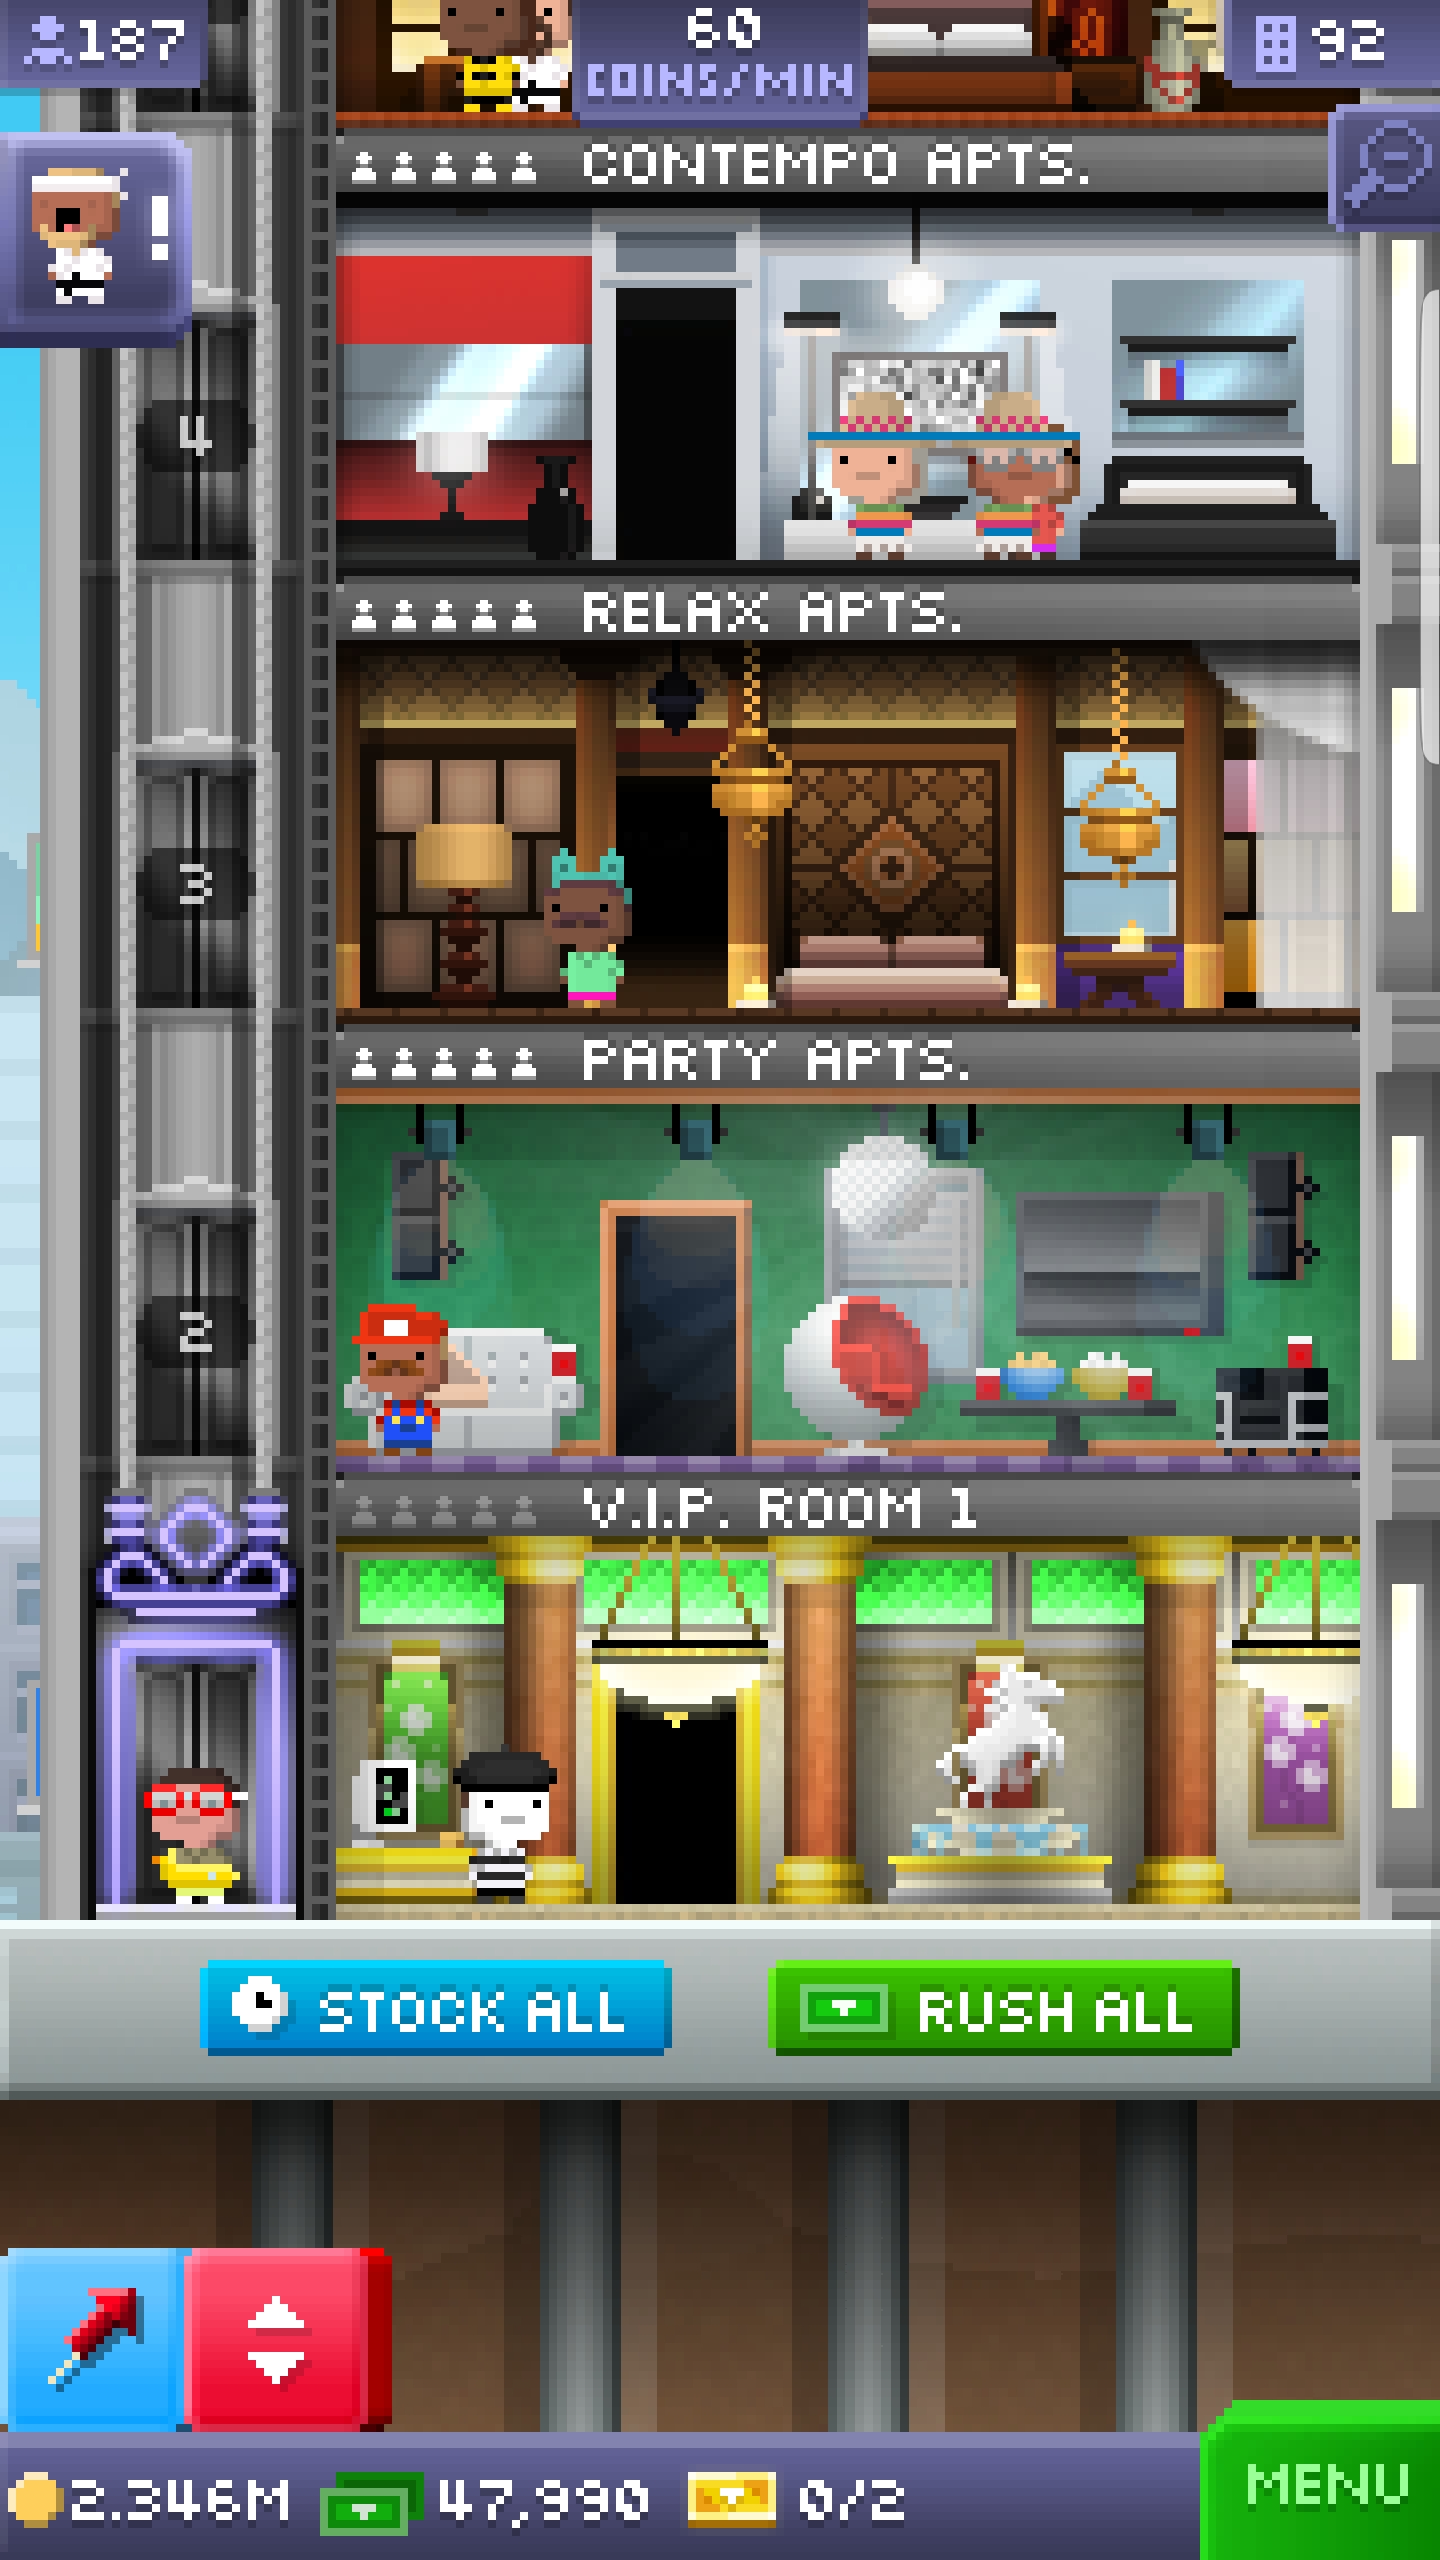 187
60
COINS/MIN
92
!
CONTEMPO APTS.
4
RELAX APTS.
3
PARTY APTS.
2
V.I.P. ROOM 1
STOCK ALL
RUSH ALL
2.346M
47,990
0/2
MENU